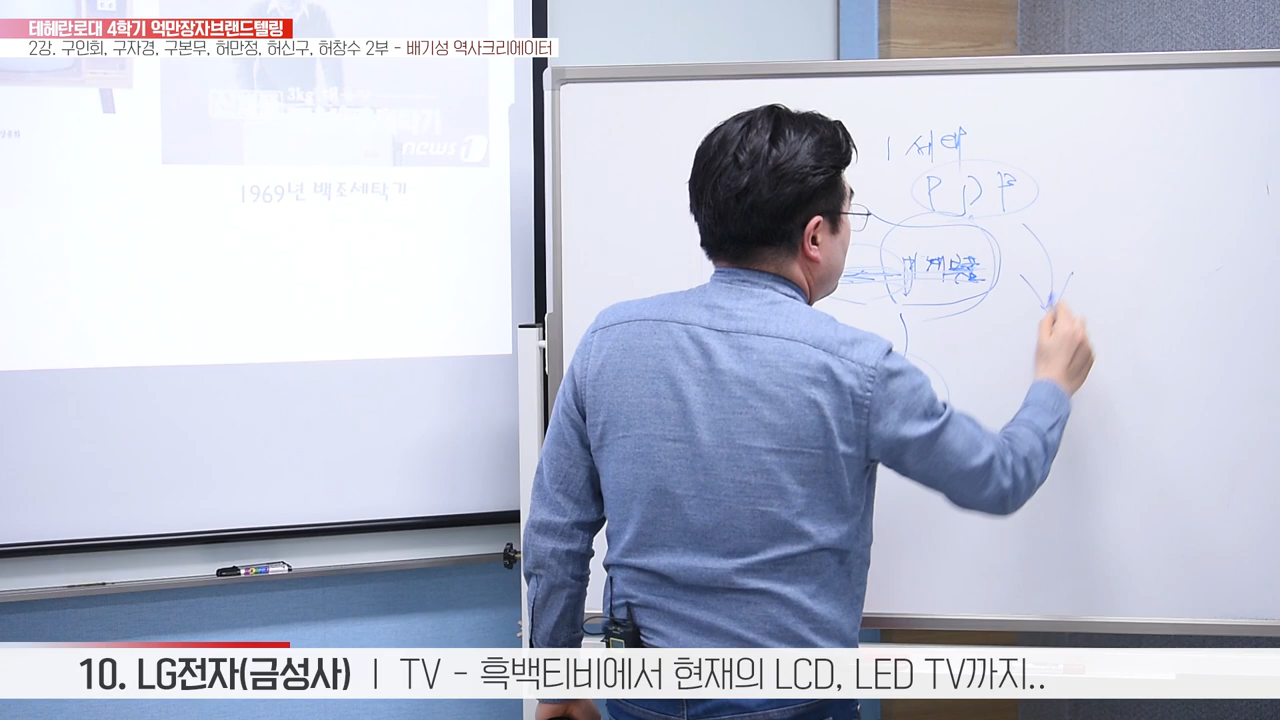 테헤란로대 4학기 억만장자브랜드텔링
2강. 구인회, 구자경, 구본무, 허만정, 허신구, 허창수 2부 - 배기성 역사크리에이터
news1
1969년 백조세탁기
1세대
PDP
10. LG전자(금성사) | TV - 흑백티비에서 현재의 LCD, LED TV까지..